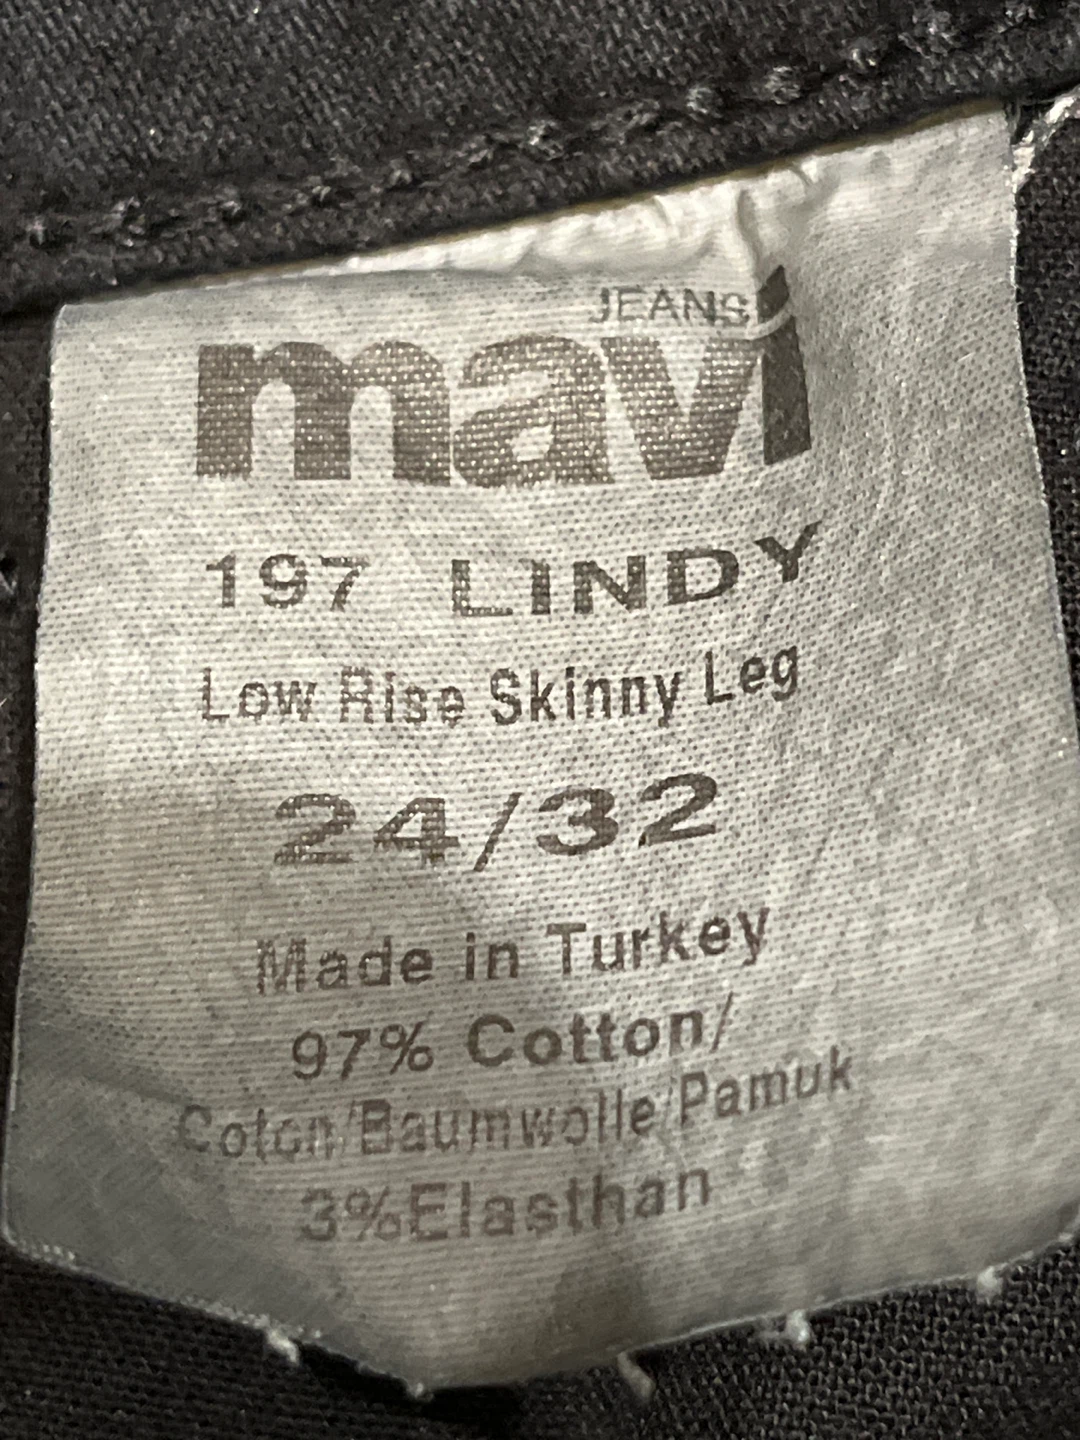 JEANS
mavi
197 LINDY
Low Rise Skinny Leg
24/32
Made in Turkey
97% Cotton/
Coton/Baumwolle/Pamuk
3%Elasthan